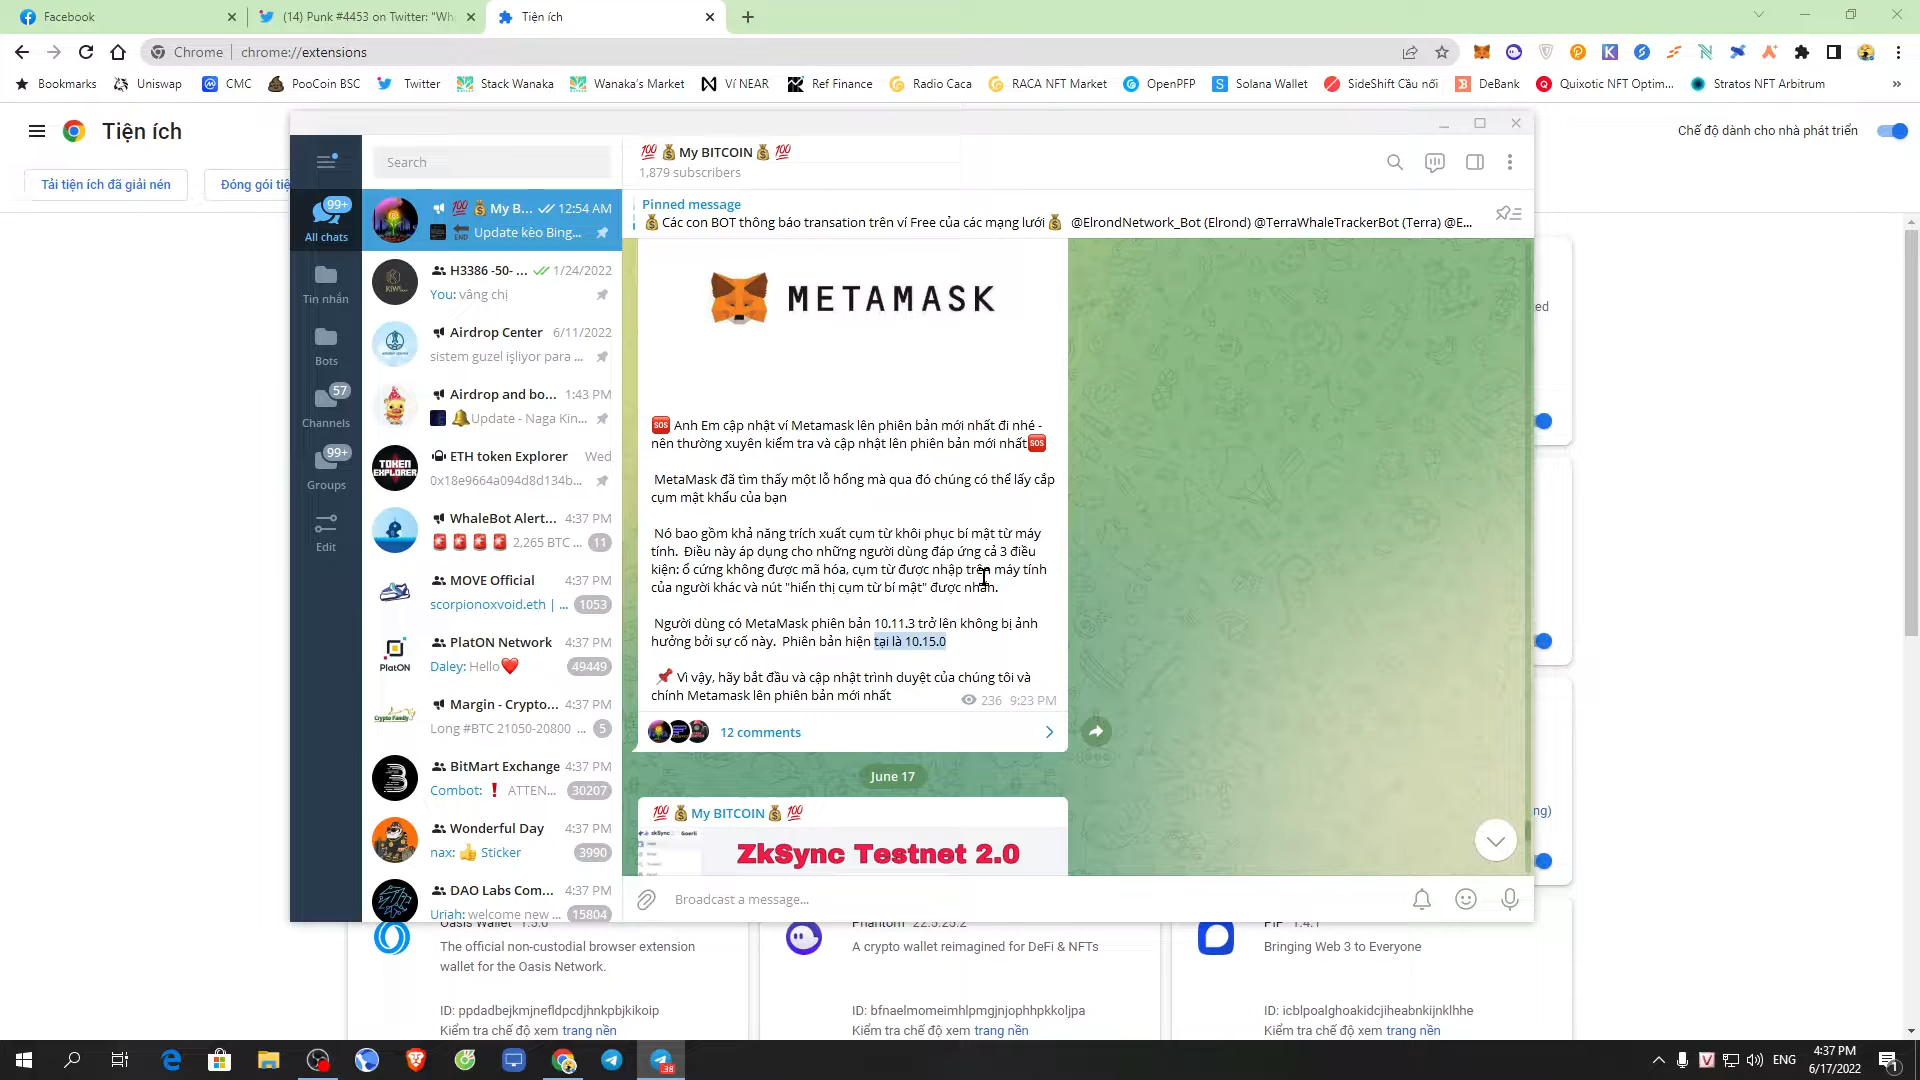 Facebook
(14) Punk #4453 on Twitter: "Wh
Tiện ích
Chrome
chrome://extensions
Bookmarks
Uniswap
CMC
PooCoin BSC
Twitter
Stack Wanaka
Wanaka's Market
Ví NEAR
Ref Finance
Radio Caca
RACA NFT Market
OpenPFP
Solana Wallet
SideShift Cầu nối
DeBank
Quixotic NFT Optim...
Stratos NFT Arbitrum
»
Tiện ích
Chế độ dành cho nhà phát triển
Tải tiện ích đã giải nén
Đóng gói tiệ
Search
💯 💰 My BITCOIN 💰 💯
1,879 subscribers
Pinned message
💰Các con BOT thông báo transation trên ví Free của các mạng lưới💰 @ElrondNetwork_Bot (Elrond) @TerraWhaleTrackerBot (Terra) @E...
99+
All chats
Tin nhắn
Bots
57
Channels
99+
Groups
Edit
💯 💰 My B... 12:54 AM
🔚 Update kèo Bing...
H3386 -50- ... 1/24/2022
You: vâng chị
Airdrop Center 6/11/2022
sistem guzel işliyor para ...
Airdrop and bo... 1:43 PM
🔔Update - Naga Kin...
TOKEN
EXPLORER
ETH token Explorer Wed
0x18e9664a094d8d134b...
WhaleBot Alert... 4:37 PM
🚨 🚨 🚨 🚨 2,265 BTC ... 11
MOVE Official 4:37 PM
scorpionoxvoid.eth | ... 1053
PlatON
PlatON Network 4:37 PM
Daley: Hello❤️ 49449
Crypto Family
Margin - Crypto... 4:37 PM
Long #BTC 21050-20800 ... 5
BitMart Exchange 4:37 PM
Combot: ❗ ATTEN... 30207
Wonderful Day 4:37 PM
nax: 👍 Sticker 3990
DAO Labs Com... 4:37 PM
Uriah: welcome new ... 15804
METAMASK
🆘 Anh Em cập nhật ví Metamask lên phiên bản mới nhất đi nhé -
nên thường xuyên kiểm tra và cập nhật lên phiên bản mới nhất🆘
MetaMask đã tìm thấy một lỗ hổng mà qua đó chúng có thể lấy cắp
cụm mật khẩu của bạn
Nó bao gồm khả năng trích xuất cụm từ khôi phục bí mật từ máy
tính. Điều này áp dụng cho những người dùng đáp ứng cả 3 điều
kiện: ổ cứng không được mã hóa, cụm từ được nhập trên máy tính
của người khác và nút "hiển thị cụm từ bí mật" được nhấn.
Người dùng có MetaMask phiên bản 10.11.3 trở lên không bị ảnh
hưởng bởi sự cố này. Phiên bản hiện tại là 10.15.0
📌 Vì vậy, hãy bắt đầu và cập nhật trình duyệt của chúng tôi và
chính Metamask lên phiên bản mới nhất
236 9:23 PM
12 comments
June 17
💯 💰 My BITCOIN 💰 💯
zkSync
Goerli
ZkSync Testnet 2.0
Broadcast a message...
ed
ng)
Oasis Wallet 1.3.0
The official non-custodial browser extension
wallet for the Oasis Network.
ID: ppdadbejkmjnefldpcdjhnkpbjkikoip
Kiểm tra chế độ xem trang nền
Phantom 22.5.25.2
A crypto wallet reimagined for DeFi & NFTs
ID: bfnaelmomeimhlpmgjnjophhpkkoljpa
Kiểm tra chế độ xem trang nền
1.4.1
Bringing Web 3 to Everyone
ID: icblpoalghoakidcjiheabnkijnklhhe
Kiểm tra chế độ xem trang nền
38
ENG
4:37 PM
6/17/2022
1